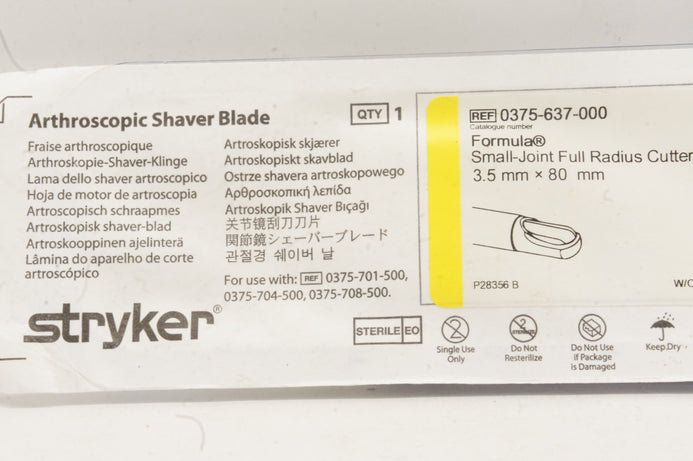 Arthroscopic Shaver Blade
QTY 1
Fraise arthroscopique
Arthroskopie-Shaver-Klinge
Lama dello shaver artroscopico
Hoja de motor de artroscopia
Artroscopisch schraapmes
Artroskopisk shaver-blad
Artroskooppinen ajelinterä
Lâmina do aparelho de corte
artroscópico
Artroskopisk skjærer
Artroskopiskt skavblad
Ostrze shavera artroskopowego
Αρθροσκοπική λεπίδα
Artroskopik Shaver Bıçağı
关节镜刮刀刀片
関節鏡シェーバーブレード
관절경 쉐이버 날
For use with: REF 0375-701-500,
0375-704-500, 0375-708-500.
stryker®
REF 0375-637-000
Catalogue number
Formula®
Small-Joint Full Radius Cutter
3.5 mm × 80 mm
P28356 B
W/O
STERILE EO
2
Single Use
Only
2
STERILIZE
Do Not
Resterilize
Do Not Use
if Package
is Damaged
Keep Dry